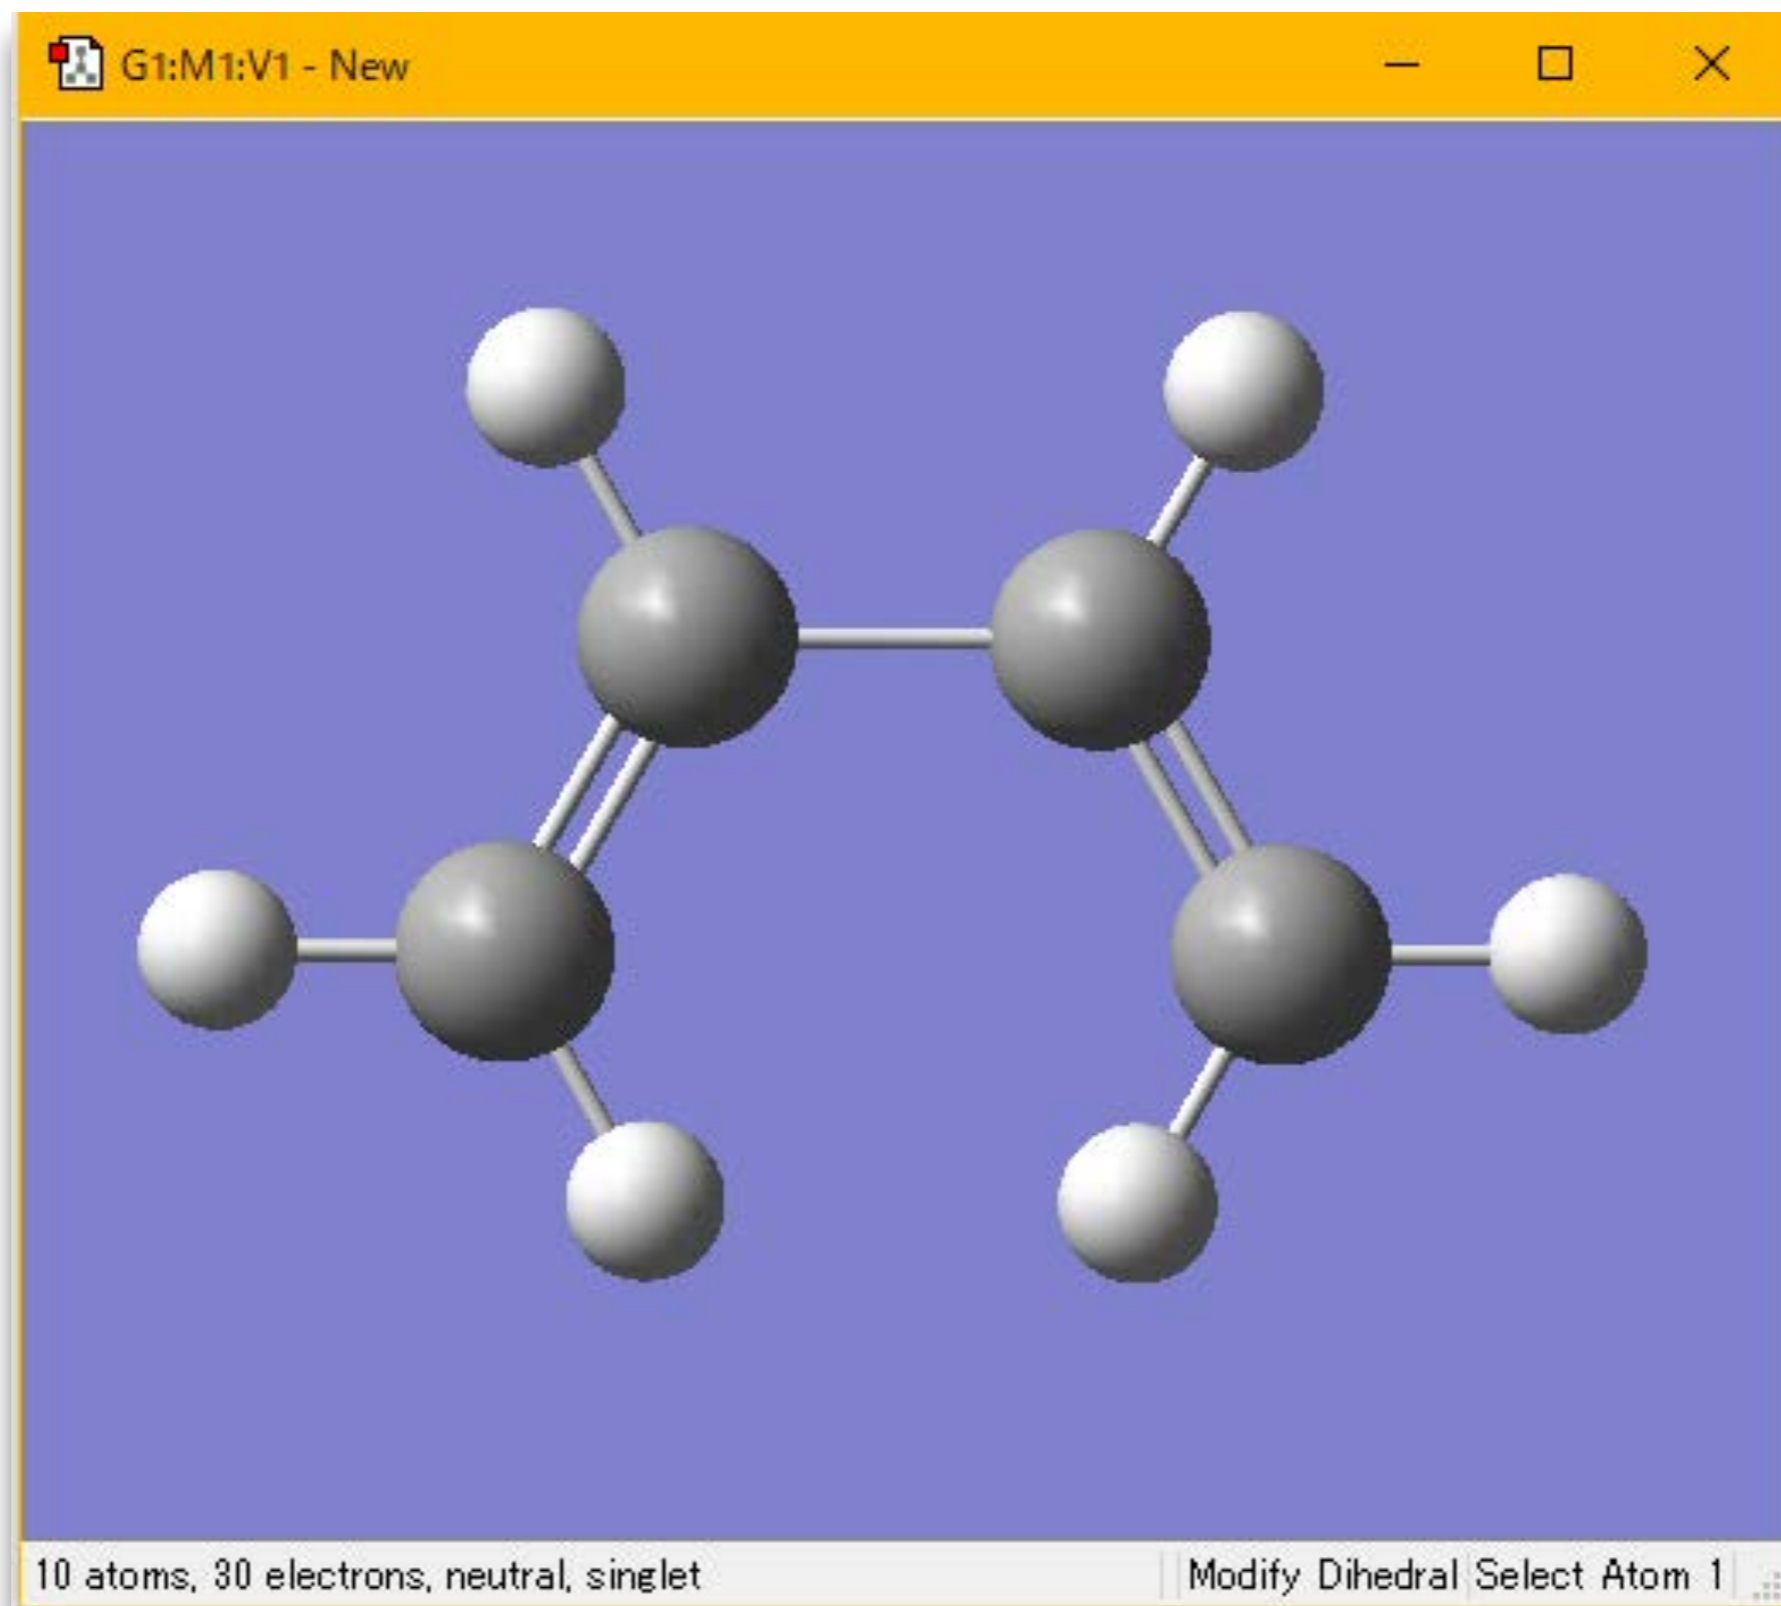 G1:M1:V1 - New
10 atoms, 30 electrons, neutral, singlet Modify Dihedral Select Atom 1